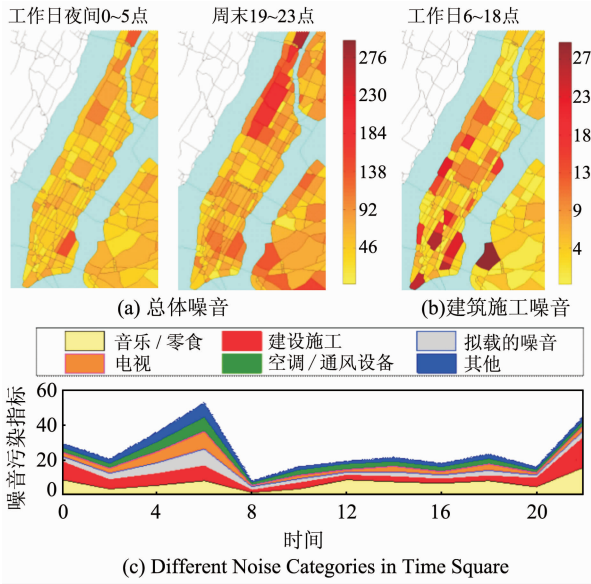 工作日夜间0~5点
周末19~23点
工作日6~18点
276
230
184
138
92
46
27
23
18
13
9
4
(a) 总体噪音
(b)建筑施工噪音
音乐/零食
建设施工
拟载的噪音
电视
空调/通风设备
其他
噪音污染指标
60
40
20
0
0
4
8
12
16
20
时间
(c) Different Noise Categories in Time Square